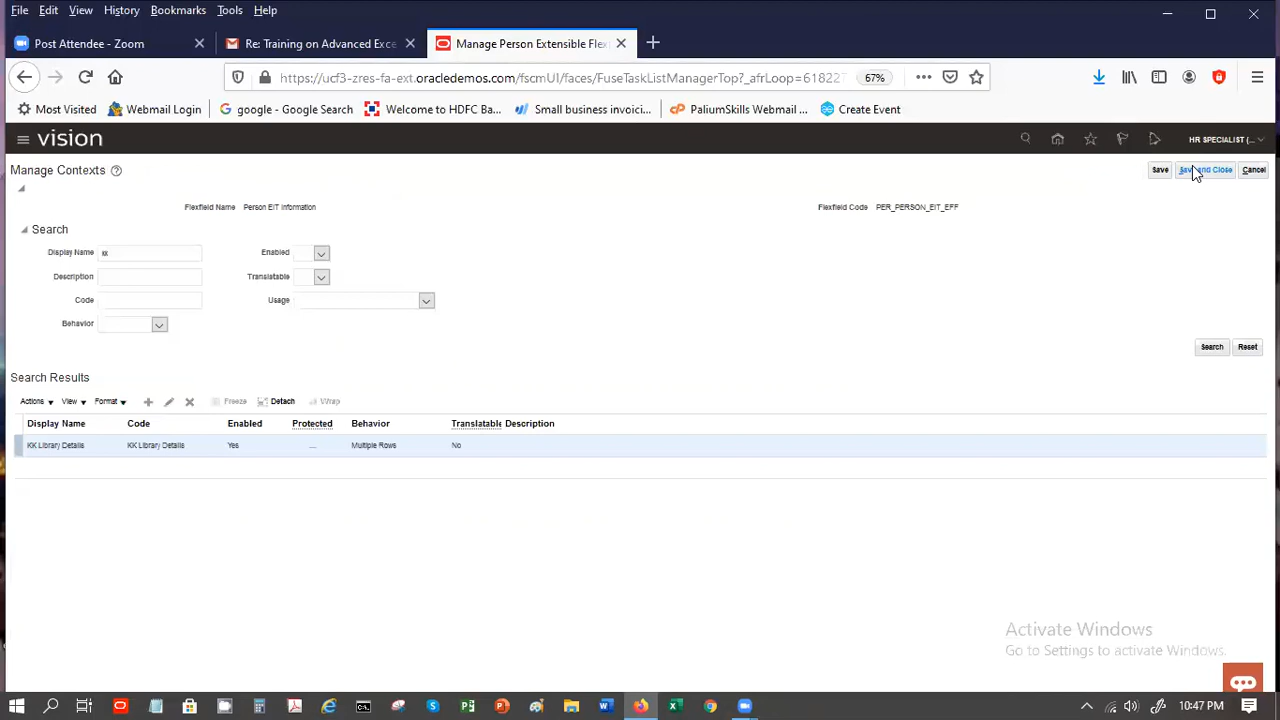 File Edit View History Bookmarks Tools Help
Post Attendee - Zoom
Re: Training on Advanced Exce
Manage Person Extensible Flex
https://ucf3-zres-fa-ext.oracledemos.com/fscmUI/faces/FuseTaskListManagerTop?_afrLoop=618227
67%
Most Visited Webmail Login google - Google Search Welcome to HDFC Ba... Small business invoici... PaliumSkills Webmail ... Create Event
vision
HR SPECIALIST (...
Manage Contexts
Save Save and Close Cancel
Flexfield Name Person EIT Information Flexfield Code PER_PERSON_EIT_EFF
Search
Display Name KK Enabled
Description Translatable
Code Usage
Behavior
Search Reset
Search Results
Actions View Format Freeze Detach Wrap
Display Name Code Enabled Protected Behavior Translatable Description
KK Library Details KK Library Details Yes Multiple Rows No
Activate Windows
Go to Settings to activate Windows.
10:47 PM